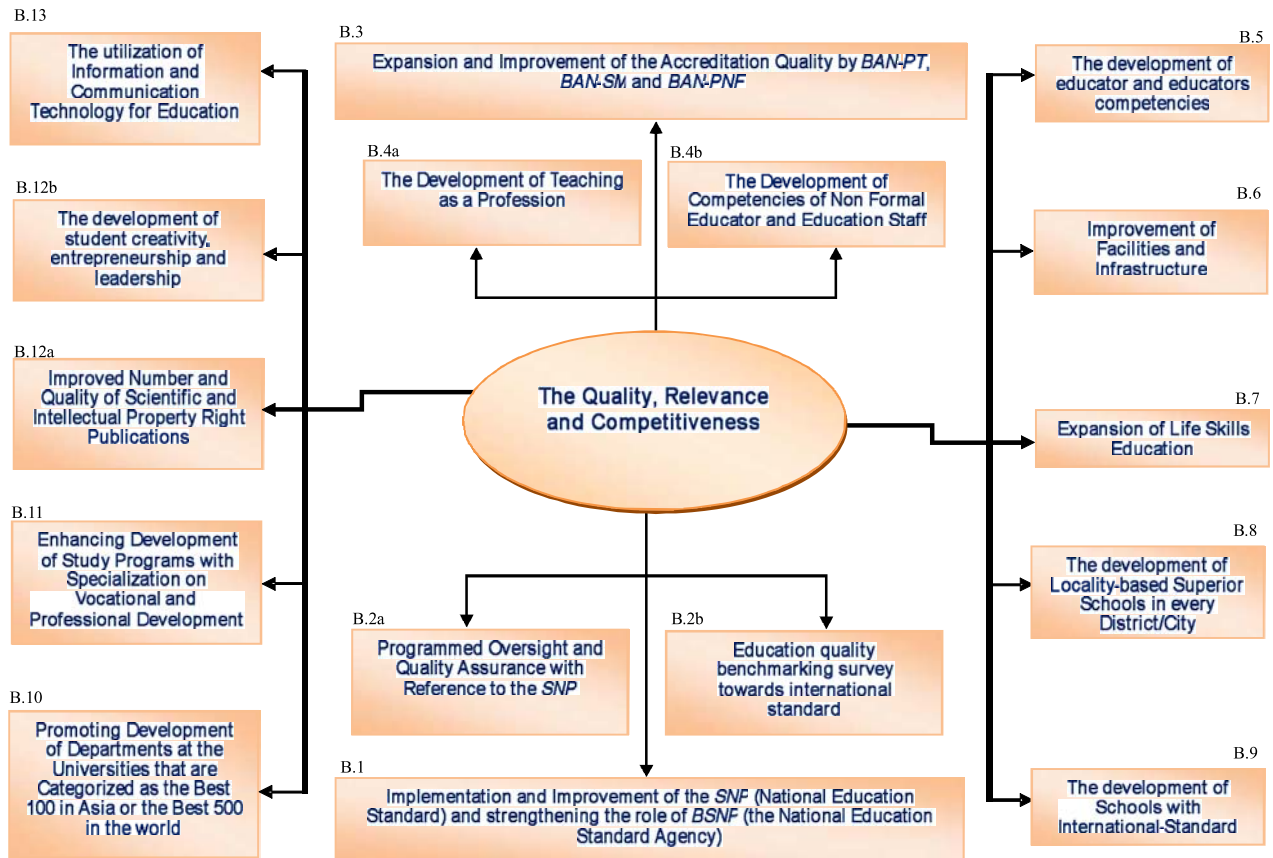 B.13
The utilization of
Information and
Communication
Technology for Education
B.3
Expansion and Improvement of the Accreditation Quality by BAN-PT,
BAN-SM and BAN-PNF
B.5
The development of
educator and educators
competencies
B.4a
The Development of Teaching
as a Profession
B.4b
The Development of
Competencies of Non Formal
Educator and Education Staff
B.12b
The development of
student creativity,
entrepreneurship and
leadership
B.6
Improvement of
Facilities and
Infrastructure
B.12a
Improved Number and
Quality of Scientific and
Intellectual Property Right
Publications
The Quality, Relevance
and Competitiveness
B.7
Expansion of Life Skills
Education
B.11
Enhancing Development
of Study Programs with
Specialization on
Vocational and
Professional Development
B.8
The development of
Locality-based Superior
Schools in every
District/City
B.2a
Programmed Oversight and
Quality Assurance with
Reference to the SNP
B.2b
Education quality
benchmarking survey
towards international
standard
B.10
Promoting Development
of Departments at the
Universities that are
Categorized as the Best
100 in Asia or the Best 500
in the world
B.1
Implementation and Improvement of the SNP (National Education
Standard) and strengthening the role of BSNP (the National Education
Standard Agency)
B.9
The development of
Schools with
International-Standard